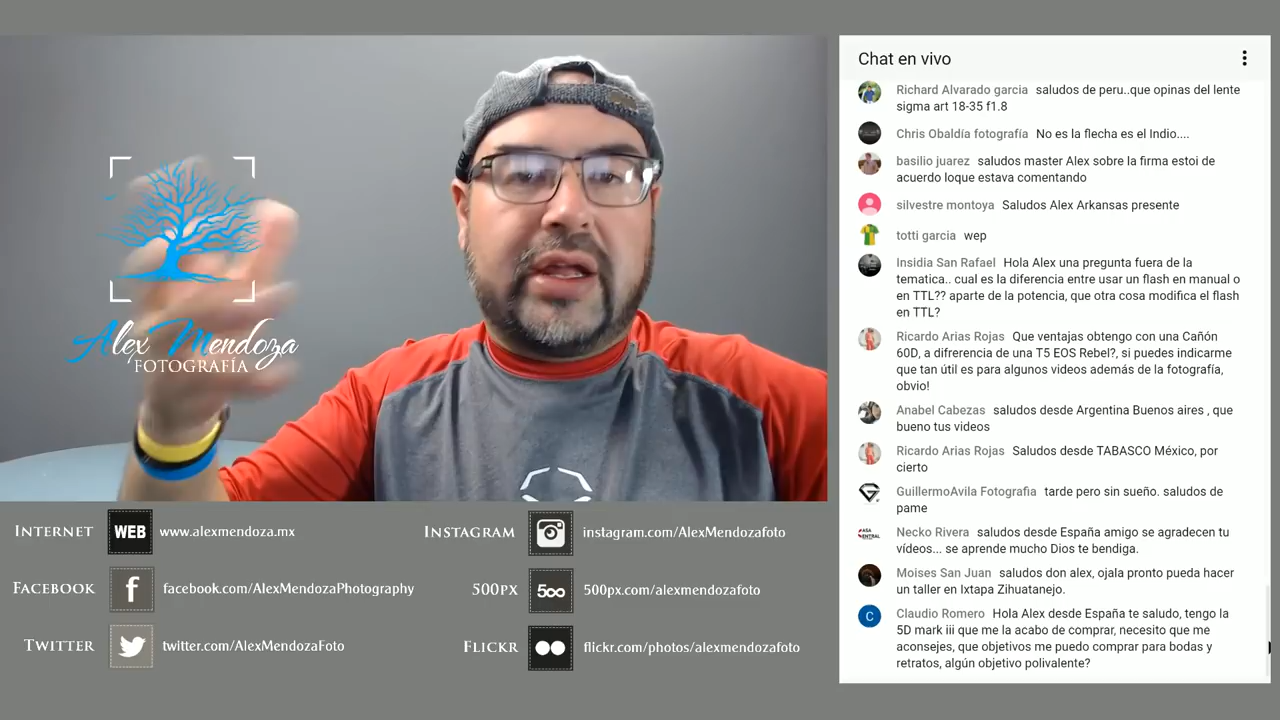 Alex Mendoza
FOTOGRAFÍA
INTERNET
WEB
www.alexmendoza.mx
FACEBOOK
f
facebook.com/AlexMendozaPhotography
TWITTER
twitter.com/AlexMendozaFoto
INSTAGRAM
instagram.com/AlexMendozafoto
500PX
500
500px.com/alexmendozafoto
FLICKR
flickr.com/photos/alexmendozafoto
Chat en vivo
Richard Alvarado garcia saludos de peru..que opinas del lente
sigma art 18-35 f1.8
Chris Obaldía fotografía No es la flecha es el Indio....
basilio juarez saludos master Alex sobre la firma estoi de
acuerdo loque estava comentando
silvestre montoya Saludos Alex Arkansas presente
totti garcia wep
Insidia San Rafael Hola Alex una pregunta fuera de la
tematica.. cual es la diferencia entre usar un flash en manual o
en TTL?? aparte de la potencia, que otra cosa modifica el flash
en TTL?
Ricardo Arias Rojas Que ventajas obtengo con una Cañón
60D, a difrerencia de una T5 EOS Rebel?, si puedes indicarme
que tan útil es para algunos videos además de la fotografía,
obvio!
Anabel Cabezas saludos desde Argentina Buenos aires , que
bueno tus videos
Ricardo Arias Rojas Saludos desde TABASCO México, por
cierto
GuillermoAvila Fotografia tarde pero sin sueño. saludos de
pame
Necko Rivera saludos desde España amigo se agradecen tu
vídeos... se aprende mucho Dios te bendiga.
Moises San Juan saludos don alex, ojala pronto pueda hacer
un taller en Ixtapa Zihuatanejo.
C
Claudio Romero Hola Alex desde España te saludo, tengo la
5D mark iii que me la acabo de comprar, necesito que me
aconsejes, que objetivos me puedo comprar para bodas y
retratos, algún objetivo polivalente?